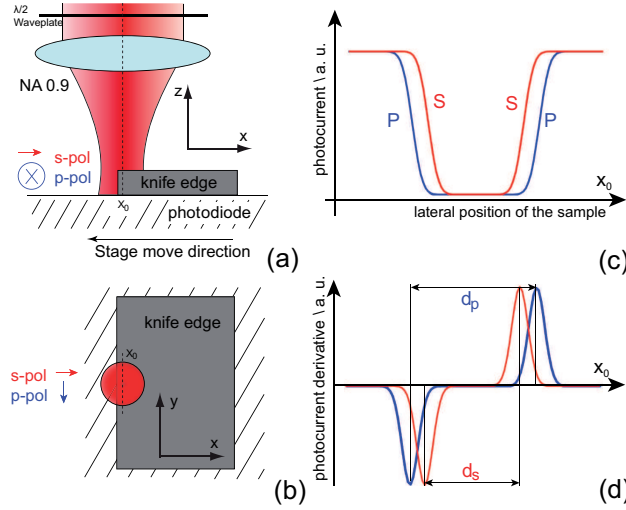 λ/2
Waveplate
NA 0.9
z
x
s-pol
p-pol
knife edge
x₀
photodiode
Stage move direction
(a)
knife edge
x₀
s-pol
p-pol
y
x
(b)
photocurrent \ a. u.
S
S
P
P
x₀
lateral position of the sample
(c)
photocurrent derivative \ a. u.
dₚ
x₀
dₛ
(d)